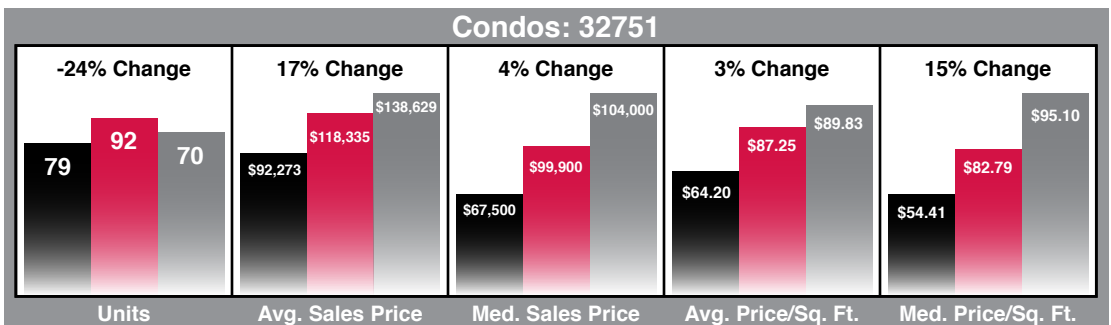 Condos: 32751
-24% Change
79
92
70
Units
17% Change
$92,273
$118,335
$138,629
Avg. Sales Price
4% Change
$67,500
$99,900
$104,000
Med. Sales Price
3% Change
$64.20
$87.25
$89.83
Avg. Price/Sq. Ft.
15% Change
$54.41
$82.79
$95.10
Med. Price/Sq. Ft.